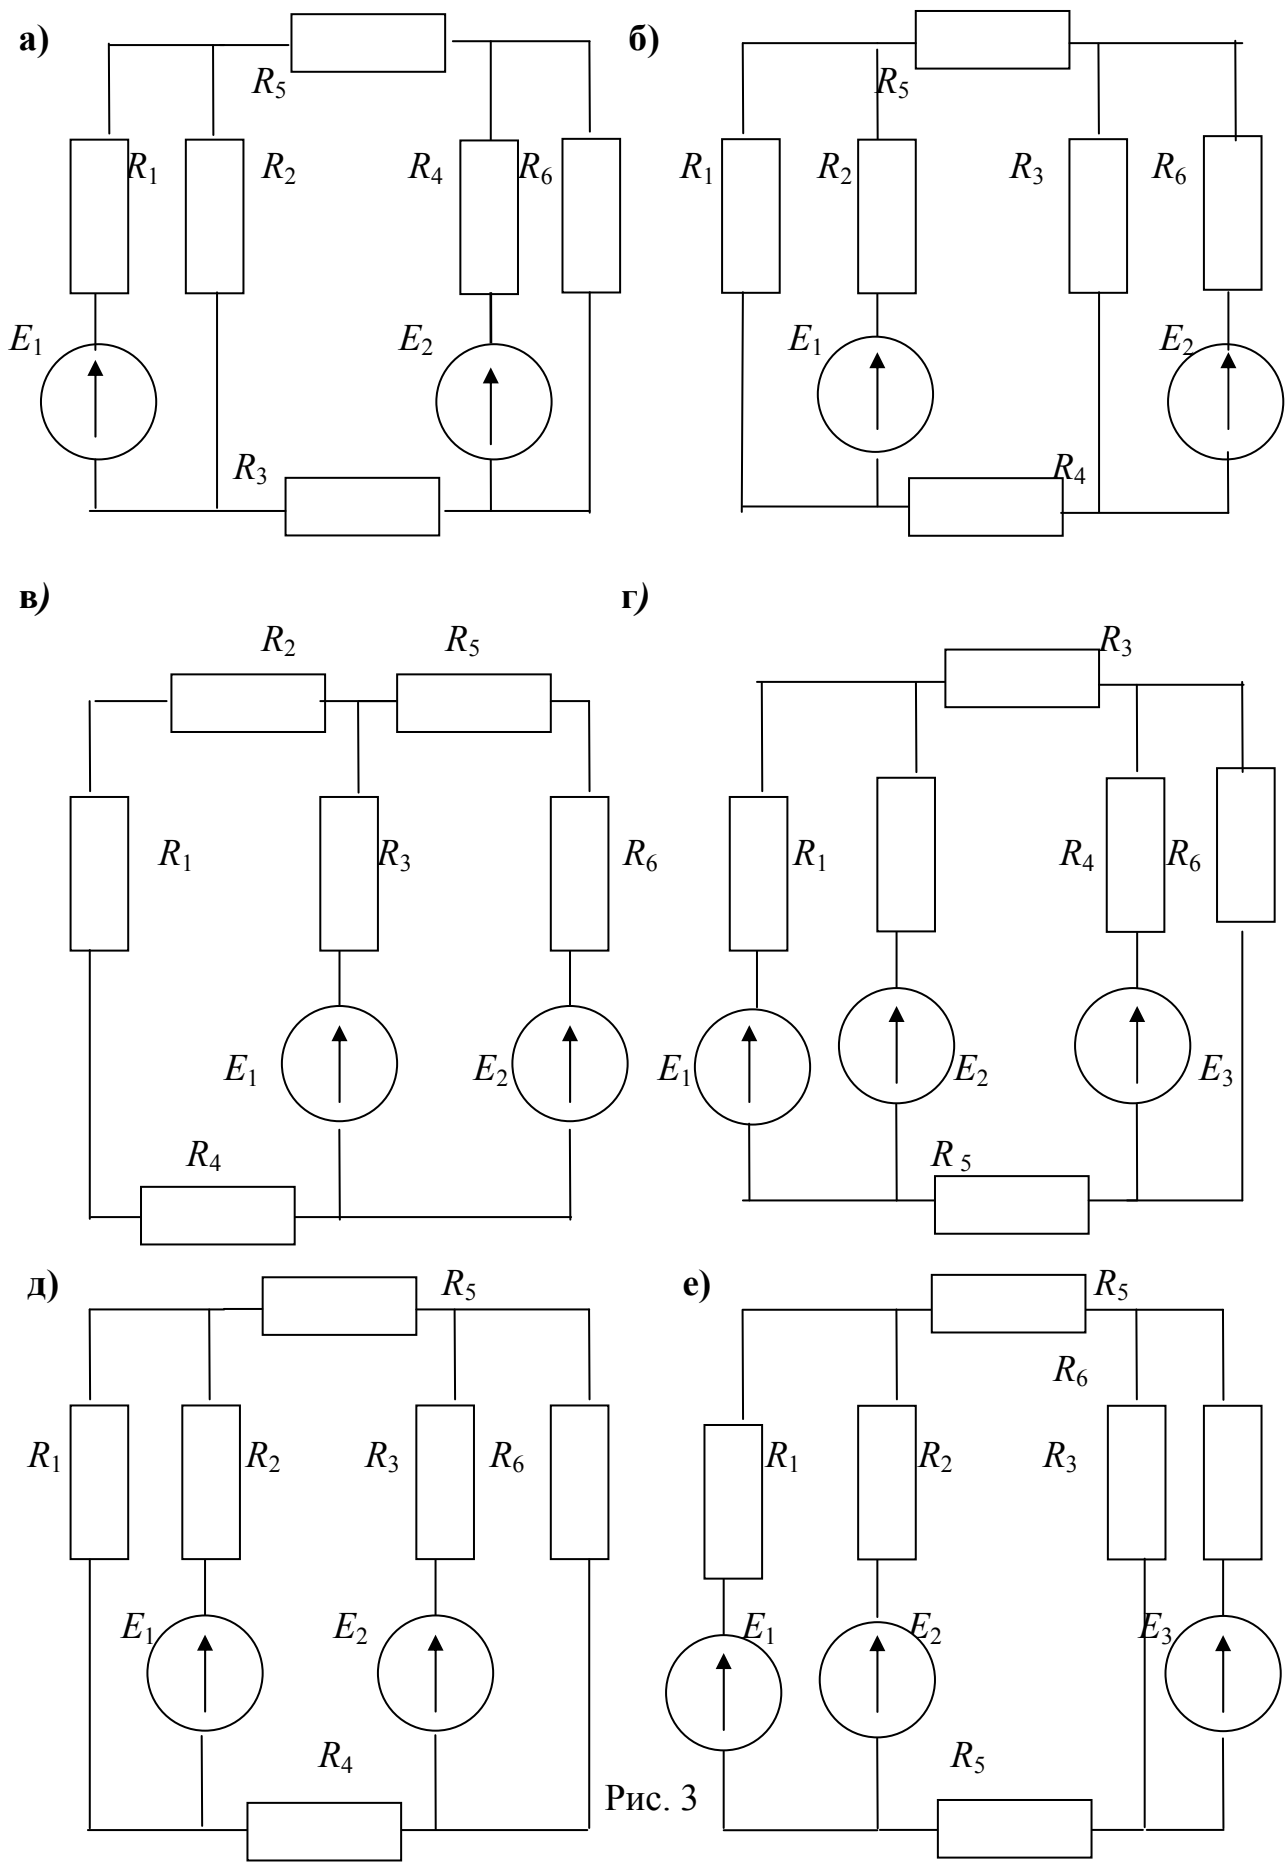 а) б)
R5 R5
R1 R2 R4 R6 R1 R2 R3 R6
E1 E2 E1 E2
R3 R4
в) г)
R2 R5 R3
R1 R3 R6 R1 R4 R6
E1 E2 E1 E2 E3
R4 R5
д) R5 е) R5
R6
R1 R2 R3 R6 R1 R2 R3
E1 E2 E1 E2 E3
R4 R5
Рис. 3